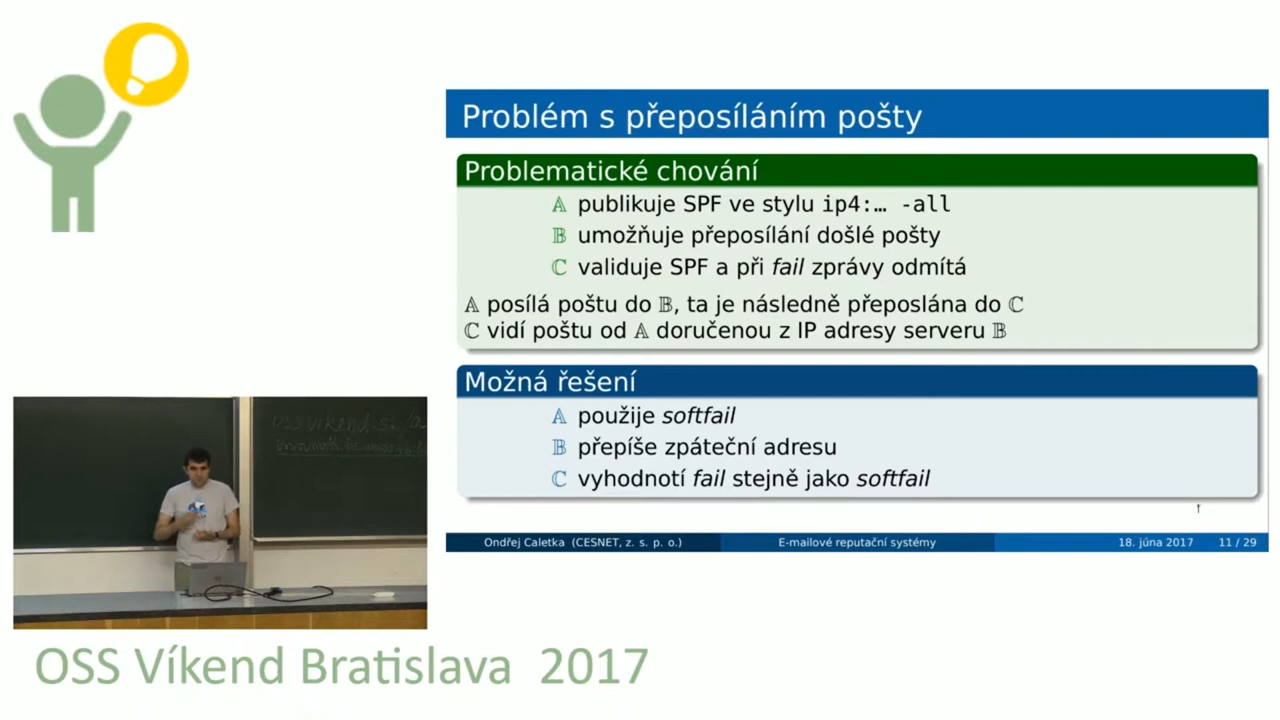 Problém s přeposíláním pošty
Problematické chování
𝔸 publikuje SPF ve stylu ip4:… -all
𝔹 umožňuje přeposílání došlé pošty
ℂ validuje SPF a při fail zprávy odmítá
𝔸 posílá poštu do 𝔹, ta je následně přeposlána do ℂ
ℂ vidí poštu od 𝔸 doručenou z IP adresy serveru 𝔹
Možná řešení
𝔸 použije softfail
𝔹 přepíše zpáteční adresu
ℂ vyhodnotí fail stejně jako softfail
Ondřej Caletka (CESNET, z. s. p. o.) E-mailové reputační systémy 18. júna 2017 11 / 29
OSS Víkend
OSS Víkend Bratislava 2017